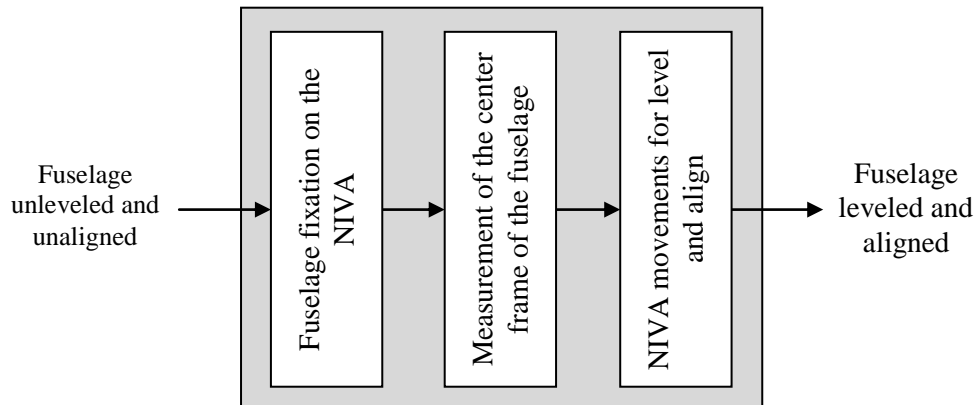 Fuselage
unleveled and
unaligned
Fuselage fixation on the
NIVA
Measurement of the center
frame of the fuselage
NIVA movements for level
and align
Fuselage
leveled and
aligned